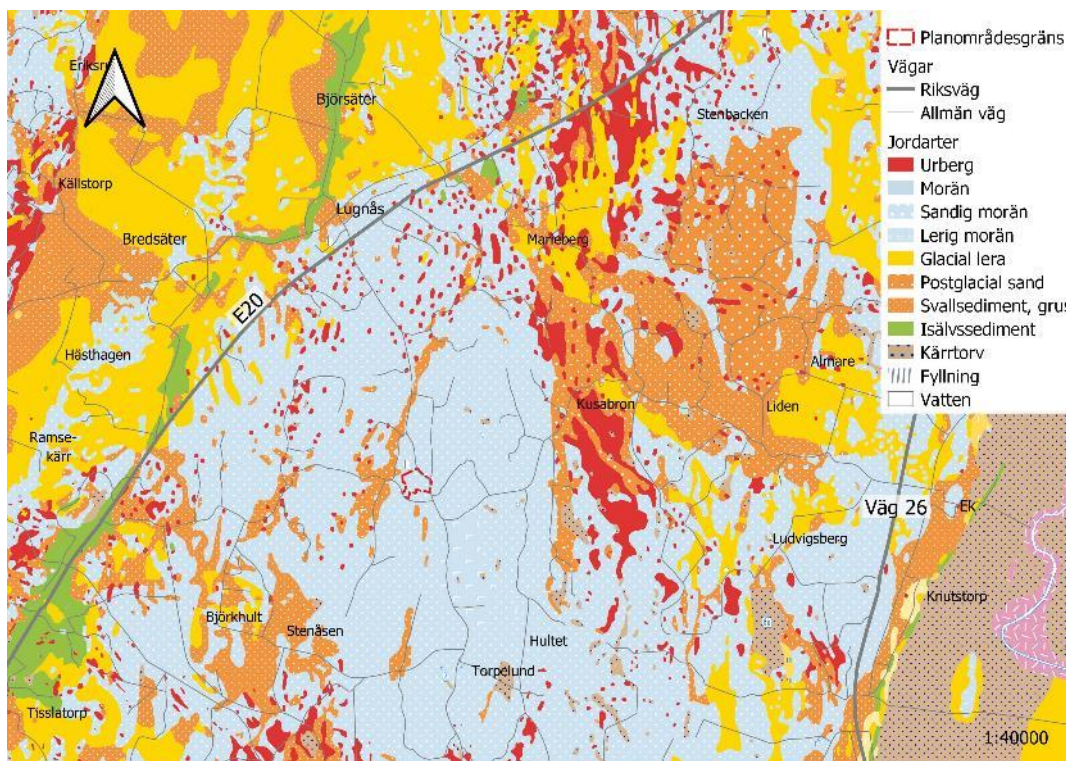 Planområdesgräns
Vägar
Riksväg
Allmän väg
Jordarter
Urberg
Morän
Sandig morän
Lerig morän
Glacial lera
Postglacial sand
Svallsediment, grus
Isälvssediment
Kärrtorv
Fyllning
Vatten
Björsäter
Stenbacken
Källstorp
Lugnås
Bredsäter
Marieberg
E20
Hästhagen
Almare
Kusabron
Liden
Ramse-
kärr
Väg 26
Ek
Ludvigsberg
Knutstorp
Björkhult
Stenåsen
Hultet
Torpelund
Tisslatorp
1:40000